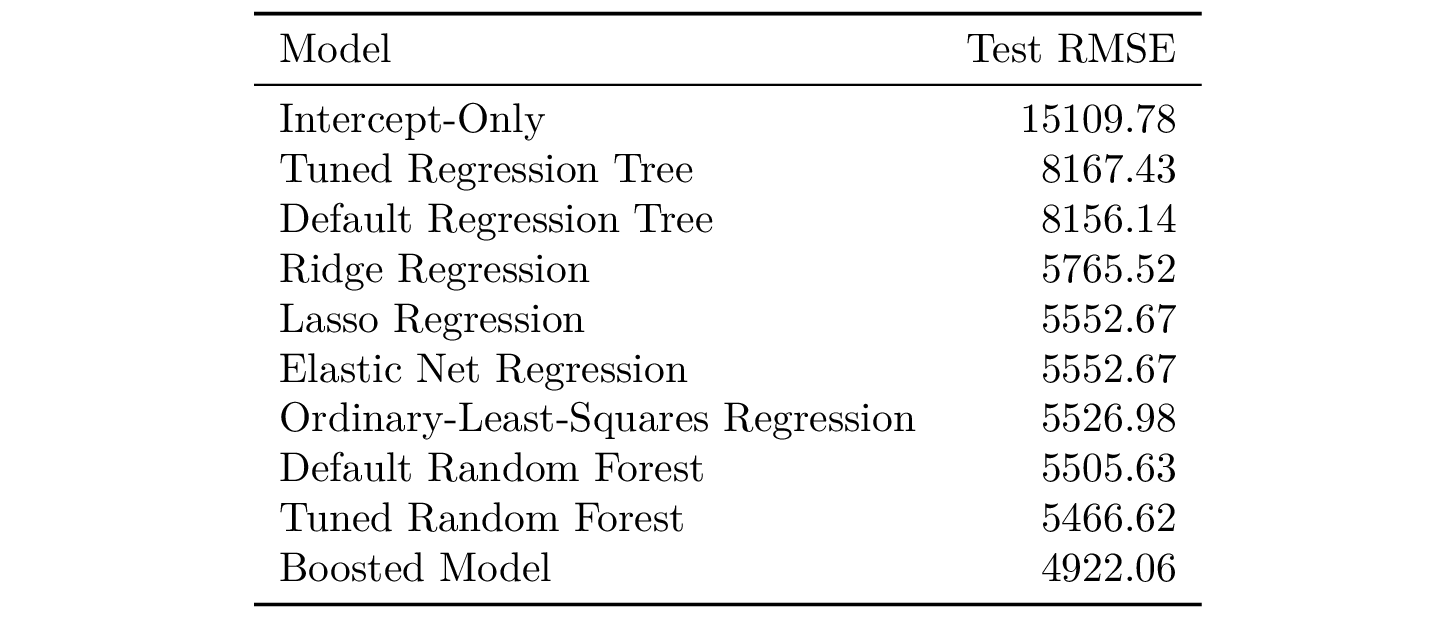 Model Test RMSE
Intercept-Only 15109.78
Tuned Regression Tree 8167.43
Default Regression Tree 8156.14
Ridge Regression 5765.52
Lasso Regression 5552.67
Elastic Net Regression 5552.67
Ordinary-Least-Squares Regression 5526.98
Default Random Forest 5505.63
Tuned Random Forest 5466.62
Boosted Model 4922.06